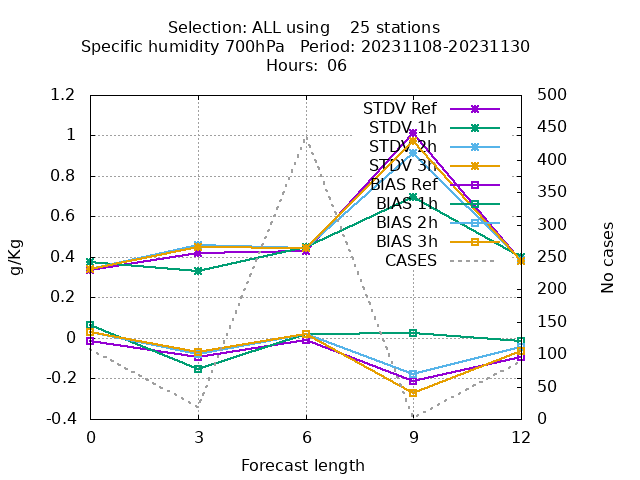 Selection: ALL using    25 stations
Specific humidity 700hPa   Period: 20231108-20231130
Hours: 06
1.2
1
0.8
0.6
0.4
0.2
0
-0.2
-0.4
g/Kg
500
450
400
350
300
250
200
150
100
50
0
No cases
STDV Ref
STDV 1h
STDV 2h
STDV 3h
BIAS Ref
BIAS 1h
BIAS 2h
BIAS 3h
CASES
0 3 6 9 12
Forecast length